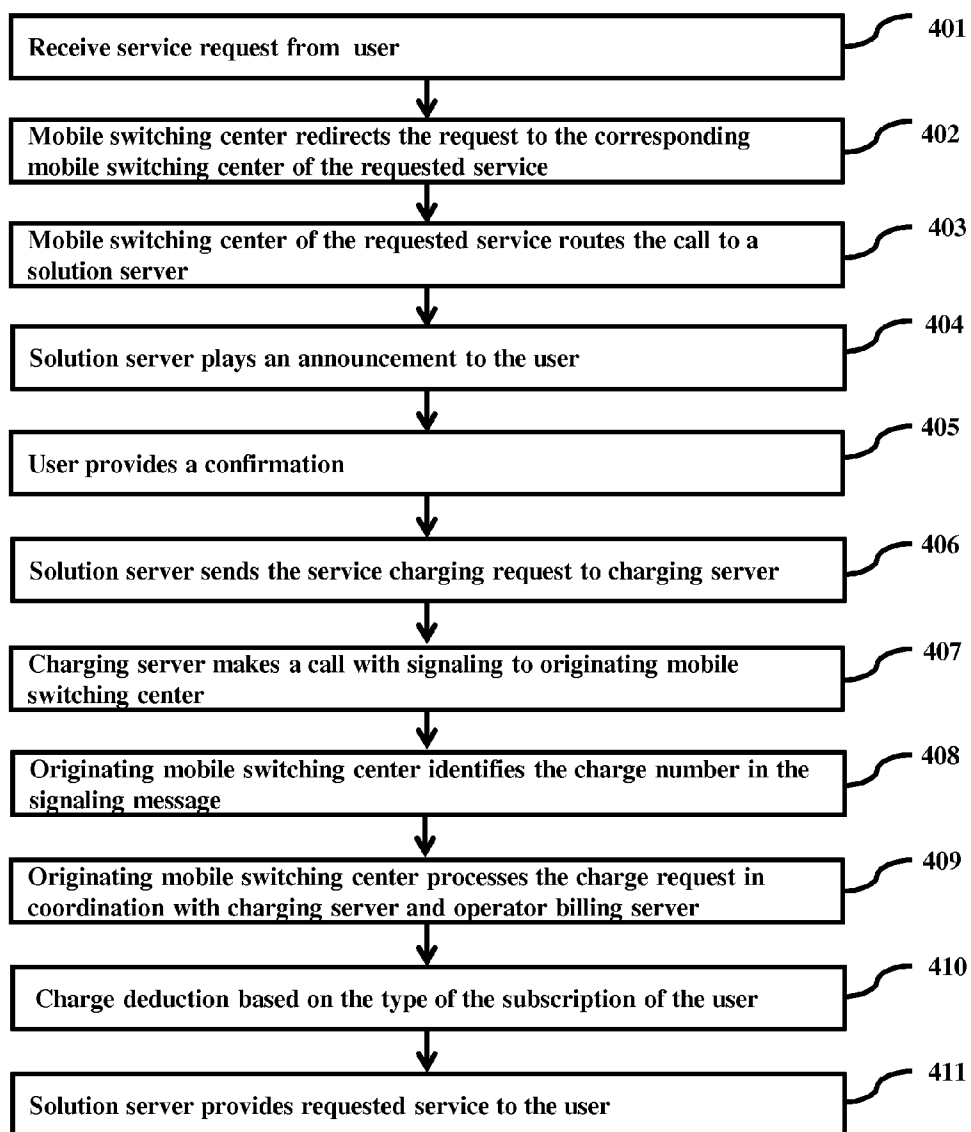 Receive service request from user
401
Mobile switching center redirects the request to the corresponding
mobile switching center of the requested service
402
Mobile switching center of the requested service routes the call to a
solution server
403
Solution server plays an announcement to the user
404
User provides a confirmation
405
Solution server sends the service charging request to charging server
406
Charging server makes a call with signaling to originating mobile
switching center
407
Originating mobile switching center identifies the charge number in the
signaling message
408
Originating mobile switching center processes the charge request in
coordination with charging server and operator billing server
409
Charge deduction based on the type of the subscription of the user
410
Solution server provides requested service to the user
411